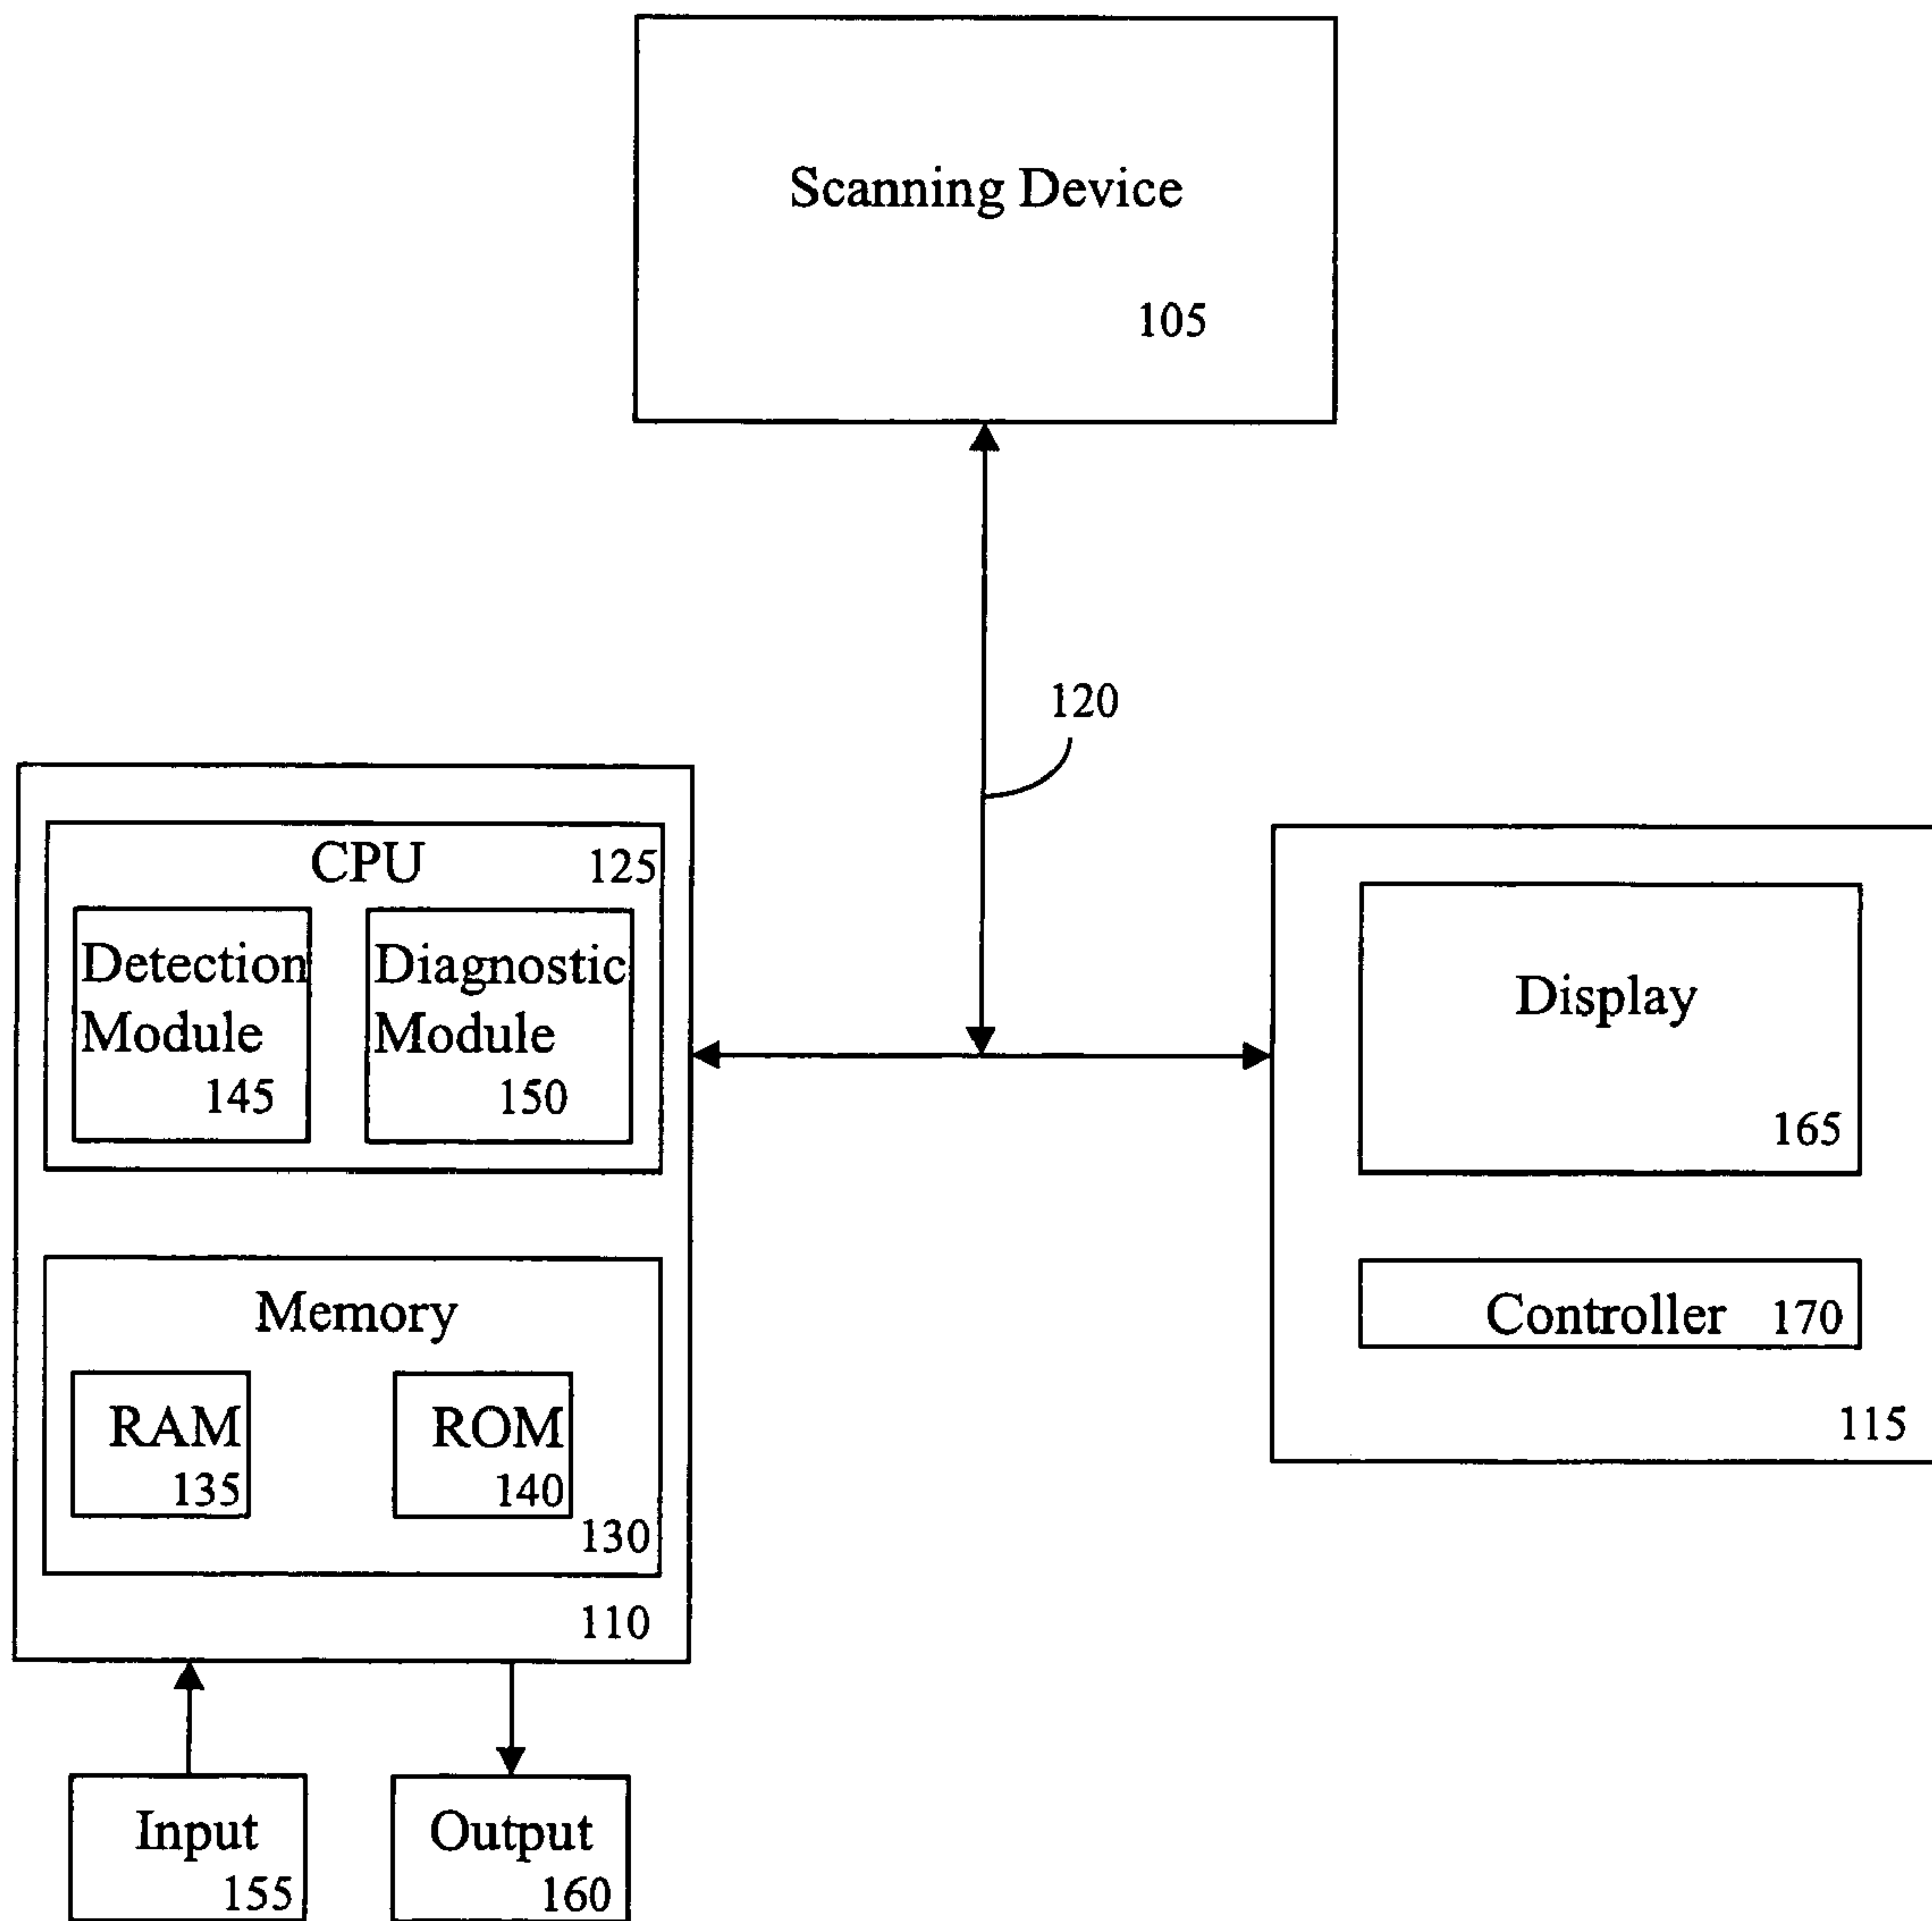 Scanning Device
105
120
CPU 125
Detection
Module
145
Diagnostic
Module
150
Memory
RAM
135
ROM
140
130
110
Input
155
Output
160
Display
165
Controller 170
115